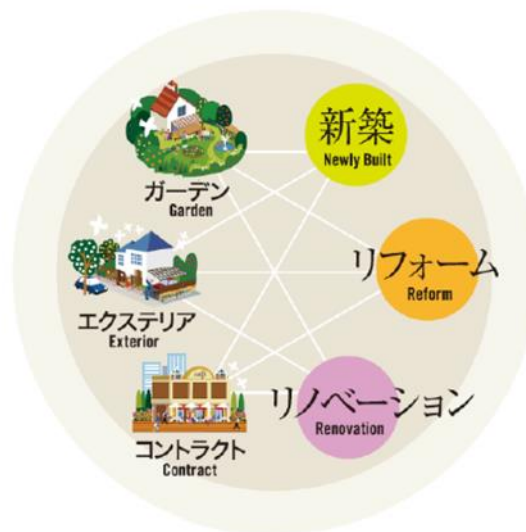 ガーデン
Garden
新築
Newly Built
エクステリア
Exterior
リフォーム
Reform
コントラクト
Contract
リノベーション
Renovation